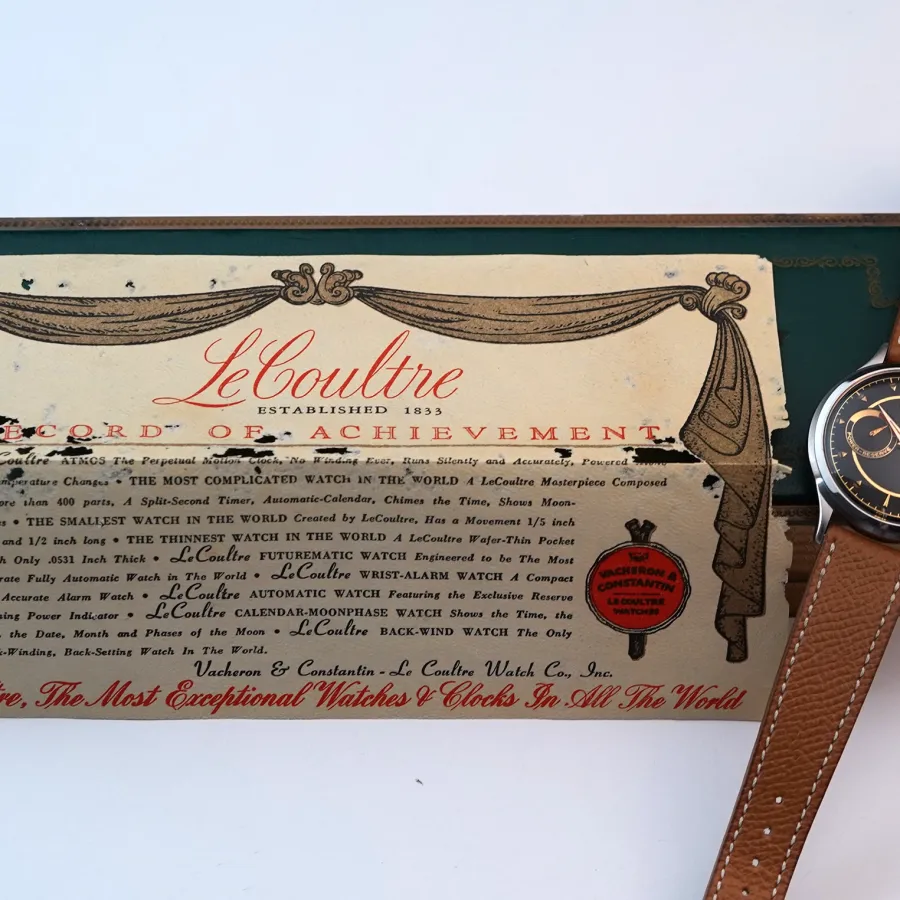 LeCoultre
ESTABLISHED 1833
ECORD OF ACHIEVEMENT
Coultre ATMOS The Perpetual Motion Clock, No Winding Ever, Runs Silently and Accurately, Powered
mperature Changes • THE MOST COMPLICATED WATCH IN THE WORLD A LeCoultre Masterpiece Composed
ore than 400 parts, A Split-Second Timer, Automatic-Calendar, Chimes the Time, Shows Moon-
s • THE SMALLEST WATCH IN THE WORLD Created by LeCoultre, Has a Movement 1/5 inch
and 1/2 inch long • THE THINNEST WATCH IN THE WORLD A LeCoultre Wafer-Thin Pocket
h Only .0531 Inch Thick • LeCoultre FUTUREMATIC WATCH Engineered to be The Most
rate Fully Automatic Watch in The World • LeCoultre WRIST-ALARM WATCH A Compact
Accurate Alarm Watch • LeCoultre AUTOMATIC WATCH Featuring the Exclusive Reserve
ning Power Indicator • LeCoultre CALENDAR-MOONPHASE WATCH Shows the Time, the
, the Date, Month and Phases of the Moon • LeCoultre BACK-WIND WATCH The Only
k-Winding, Back-Setting Watch In The World.
Vacheron & Constantin - Le Coultre Watch Co., Inc.
re, The Most Exceptional Watches & Clocks In All The World
VACHERON &
CONSTANTIN
LECOULTRE
WATCHES
RESERVE